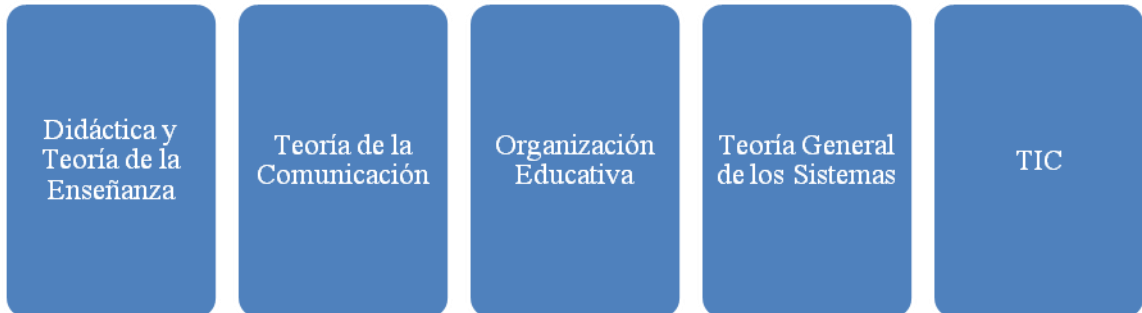 Didáctica y
Teoría de la
Enseñanza
Teoría de la
Comunicación
Organización
Educativa
Teoría General
de los Sistemas
TIC